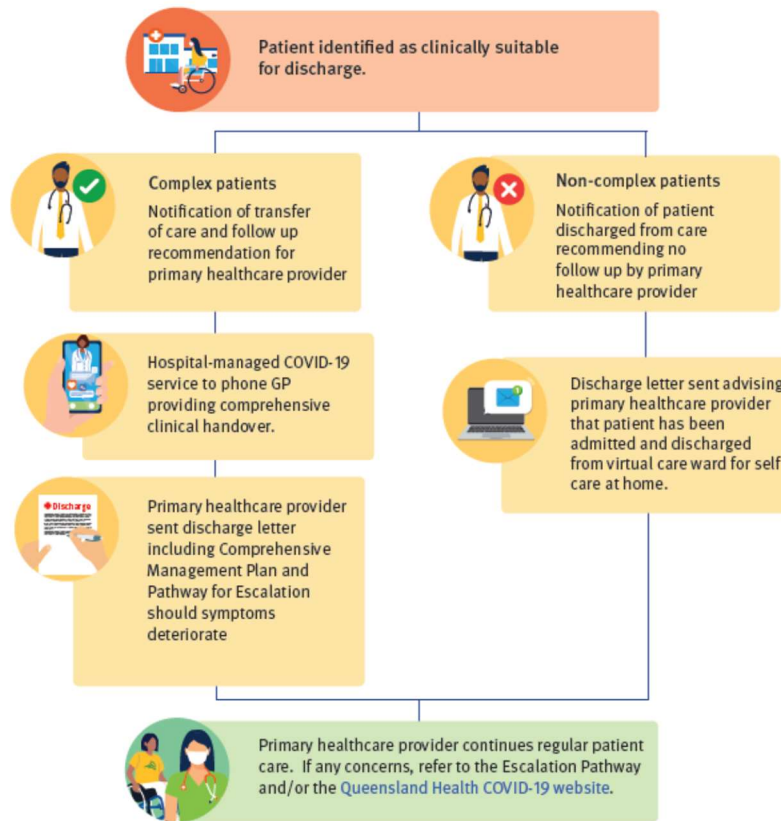 Patient identified as clinically suitable
for discharge.
Complex patients
Notification of transfer
of care and follow up
recommendation for
primary healthcare provider
Non-complex patients
Notification of patient
discharged from care
recommending no
follow up by primary
healthcare provider
Hospital-managed COVID-19
service to phone GP
providing comprehensive
clinical handover.
Discharge letter sent advising
primary healthcare provider
that patient has been
admitted and discharged
from virtual care ward for self
care at home.
Discharge
Primary healthcare provider
sent discharge letter
including Comprehensive
Management Plan and
Pathway for Escalation
should symptoms
deteriorate
Primary healthcare provider continues regular patient
care. If any concerns, refer to the Escalation Pathway
and/or the Queensland Health COVID-19 website.